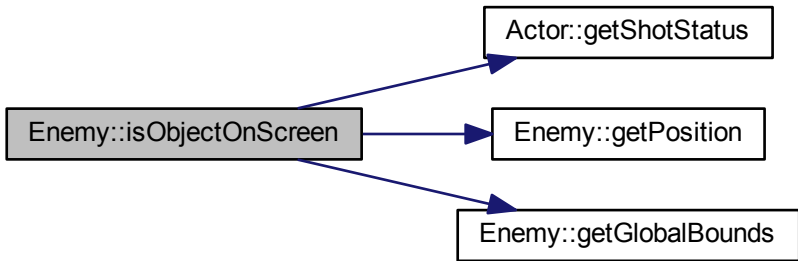 Actor::getShotStatus
Enemy::isObjectOnScreen
Enemy::getPosition
Enemy::getGlobalBounds